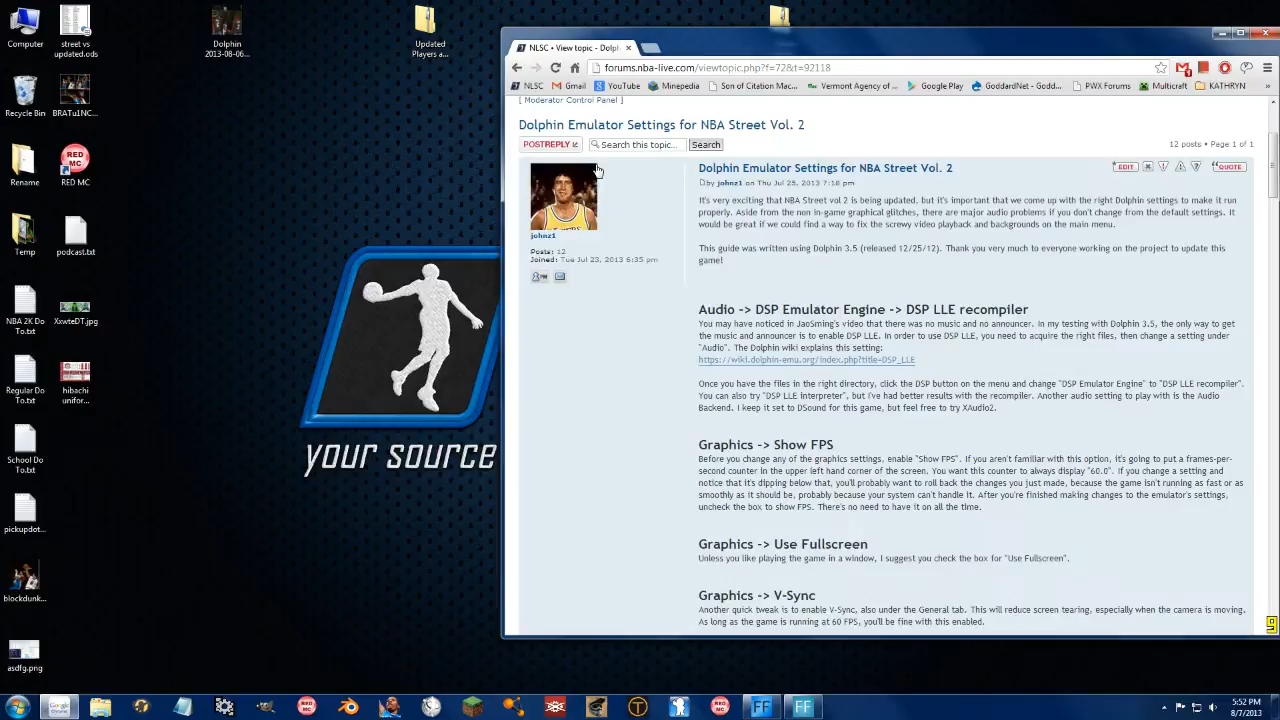 Computer
street vs
updated.ods
Dolphin
2013-08-06...
Updated
Players a...
Recycle Bin
BRATu1NC...
Rename
RED
MC
RED MC
Temp
podcast.txt
NBA 2K Do
To.txt
XxwteDT.jpg
Regular Do
To.txt
hibachi
unifor...
School Do
To.txt
pickupdot...
blockdunk...
asdfg.png
your source
NLSC • View topic - Dolph
forums.nba-live.com/viewtopic.php?f=72&t=92118
NLSC
Gmail
YouTube
Minepedia
Son of Citation Mac...
Vermont Agency of ...
Google Play
GoddardNet - Godd...
PWX Forums
Multicraft
KATHRYN
»
[ Moderator Control Panel ]
Dolphin Emulator Settings for NBA Street Vol. 2
POSTREPLY
Search this topic...
Search
12 posts • Page 1 of 1
johnz1
Posts: 12
Joined: Tue Jul 23, 2013 6:35 pm
Dolphin Emulator Settings for NBA Street Vol. 2
EDIT
QUOTE
by johnz1 on Thu Jul 25, 2013 7:18 pm
It's very exciting that NBA Street vol 2 is being updated, but it's important that we come up with the right Dolphin settings to make it run
properly. Aside from the non in-game graphical glitches, there are major audio problems if you don't change from the default settings. It
would be great if we could find a way to fix the screwy video playback and backgrounds on the main menu.
This guide was written using Dolphin 3.5 (released 12/25/12). Thank you very much to everyone working on the project to update this
game!
Audio -> DSP Emulator Engine -> DSP LLE recompiler
You may have noticed in JaoSming's video that there was no music and no announcer. In my testing with Dolphin 3.5, the only way to get
the music and announcer is to enable DSP LLE. In order to use DSP LLE, you need to acquire the right files, then change a setting under
"Audio". The Dolphin wiki explains this setting:
https://wiki.dolphin-emu.org/index.php?title=DSP_LLE
Once you have the files in the right directory, click the DSP button on the menu and change "DSP Emulator Engine" to "DSP LLE recompiler".
You can also try "DSP LLE interpreter", but I've had better results with the recompiler. Another audio setting to play with is the Audio
Backend. I keep it set to DSound for this game, but feel free to try XAudio2.
Graphics -> Show FPS
Before you change any of the graphics settings, enable "Show FPS". If you aren't familiar with this option, it's going to put a frames-per-
second counter in the upper left hand corner of the screen. You want this counter to always display "60.0". If you change a setting and
notice that it's dipping below that, you'll probably want to roll back the changes you just made, because the game isn't running as fast or as
smoothly as it should be, probably because your system can't handle it. After you're finished making changes to the emulator's settings,
uncheck the box to show FPS. There's no need to have it on all the time.
Graphics -> Use Fullscreen
Unless you like playing the game in a window, I suggest you check the box for "Use Fullscreen".
Graphics -> V-Sync
Another quick tweak is to enable V-Sync, also under the General tab. This will reduce screen tearing, especially when the camera is moving.
As long as the game is running at 60 FPS, you'll be fine with this enabled.
5:52 PM
8/7/2013